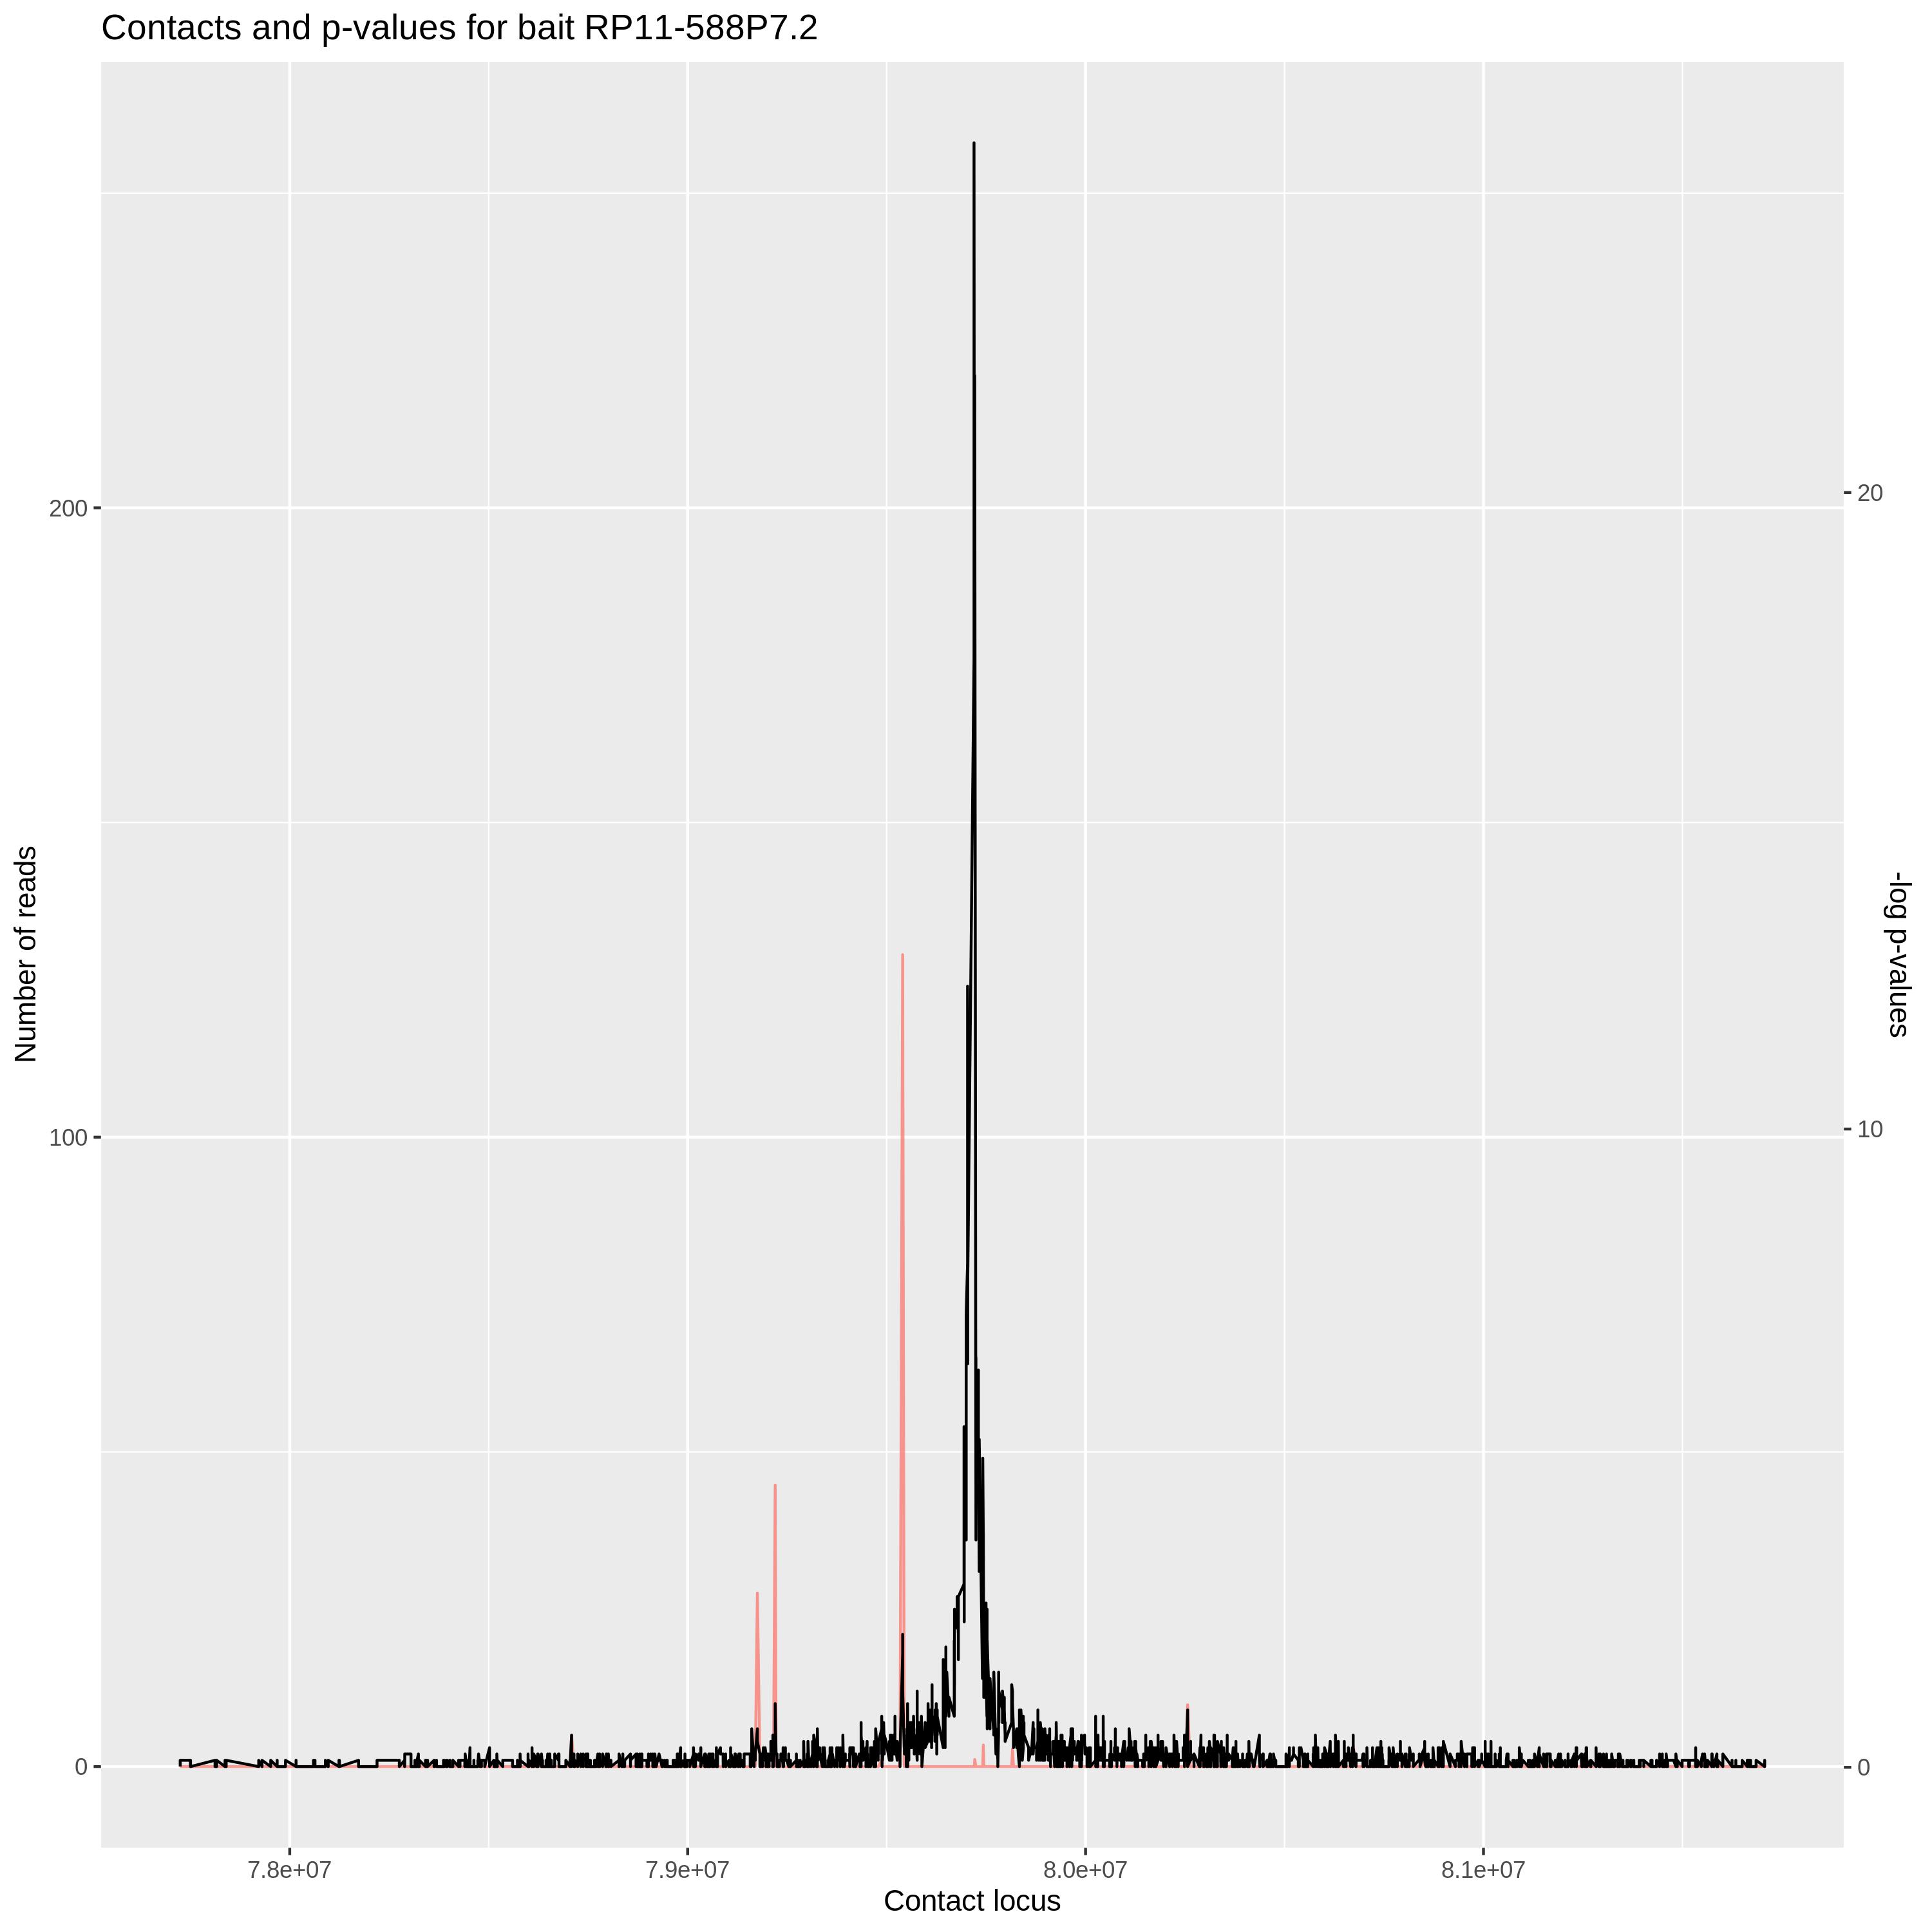 Contacts and p-values for bait RP11-588P7.2
200
100
0
Number of reads
20
10
0
-log p-values
7.8e+07
7.9e+07
8.0e+07
8.1e+07
Contact locus